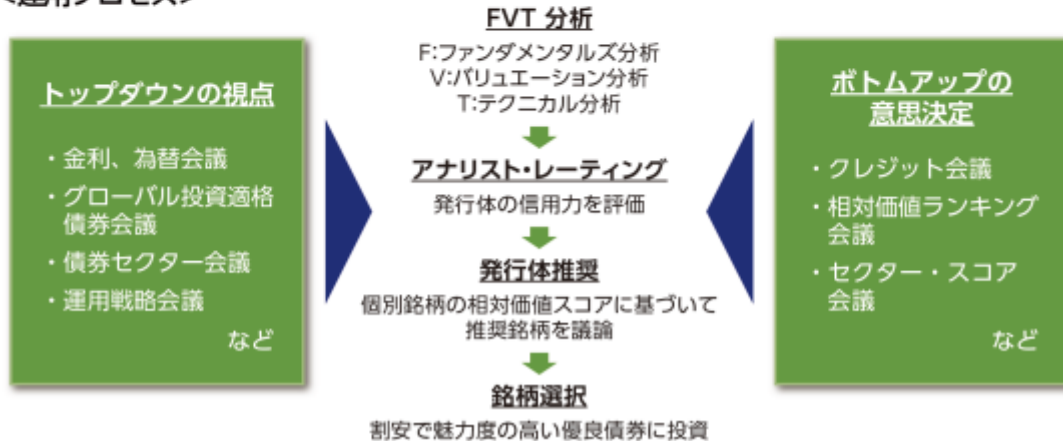 トップダウンの視点
・金利、為替会議
・グローバル投資適格
債券会議
・債券セクター会議
・運用戦略会議
など
FVT 分析
F:ファンダメンタルズ分析
V:バリュエーション分析
T:テクニカル分析
アナリスト・レーティング
発行体の信用力を評価
発行体推奨
個別銘柄の相対価値スコアに基づいて
推奨銘柄を議論
銘柄選択
割安で魅力度の高い優良債券に投資
ボトムアップの
意思決定
・クレジット会議
・相対価値ランキング
会議
・セクター・スコア
会議
など